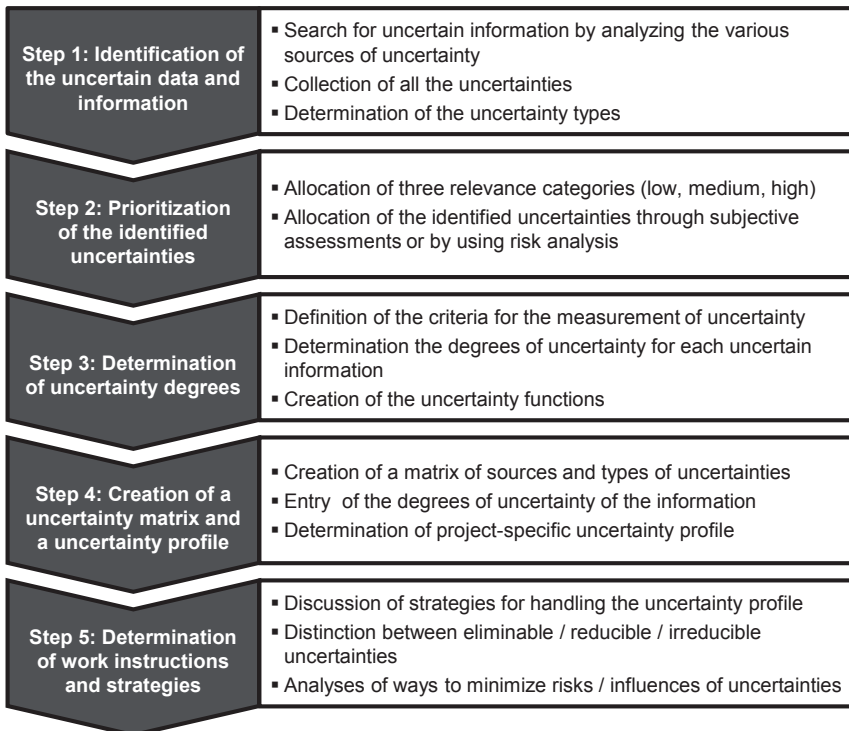 Step 1: Identification of
the uncertain data and
information
▪ Search for uncertain information by analyzing the various
sources of uncertainty
▪ Collection of all the uncertainties
▪ Determination of the uncertainty types
Step 2: Prioritization
of the identified
uncertainties
▪ Allocation of three relevance categories (low, medium, high)
▪ Allocation of the identified uncertainties through subjective
assessments or by using risk analysis
Step 3: Determination
of uncertainty degrees
▪ Definition of the criteria for the measurement of uncertainty
▪ Determination the degrees of uncertainty for each uncertain
information
▪ Creation of the uncertainty functions
Step 4: Creation of a
uncertainty matrix and
a uncertainty profile
▪ Creation of a matrix of sources and types of uncertainties
▪ Entry of the degrees of uncertainty of the information
▪ Determination of project-specific uncertainty profile
Step 5: Determination
of work instructions
and strategies
▪ Discussion of strategies for handling the uncertainty profile
▪ Distinction between eliminable / reducible / irreducible
uncertainties
▪ Analyses of ways to minimize risks / influences of uncertainties